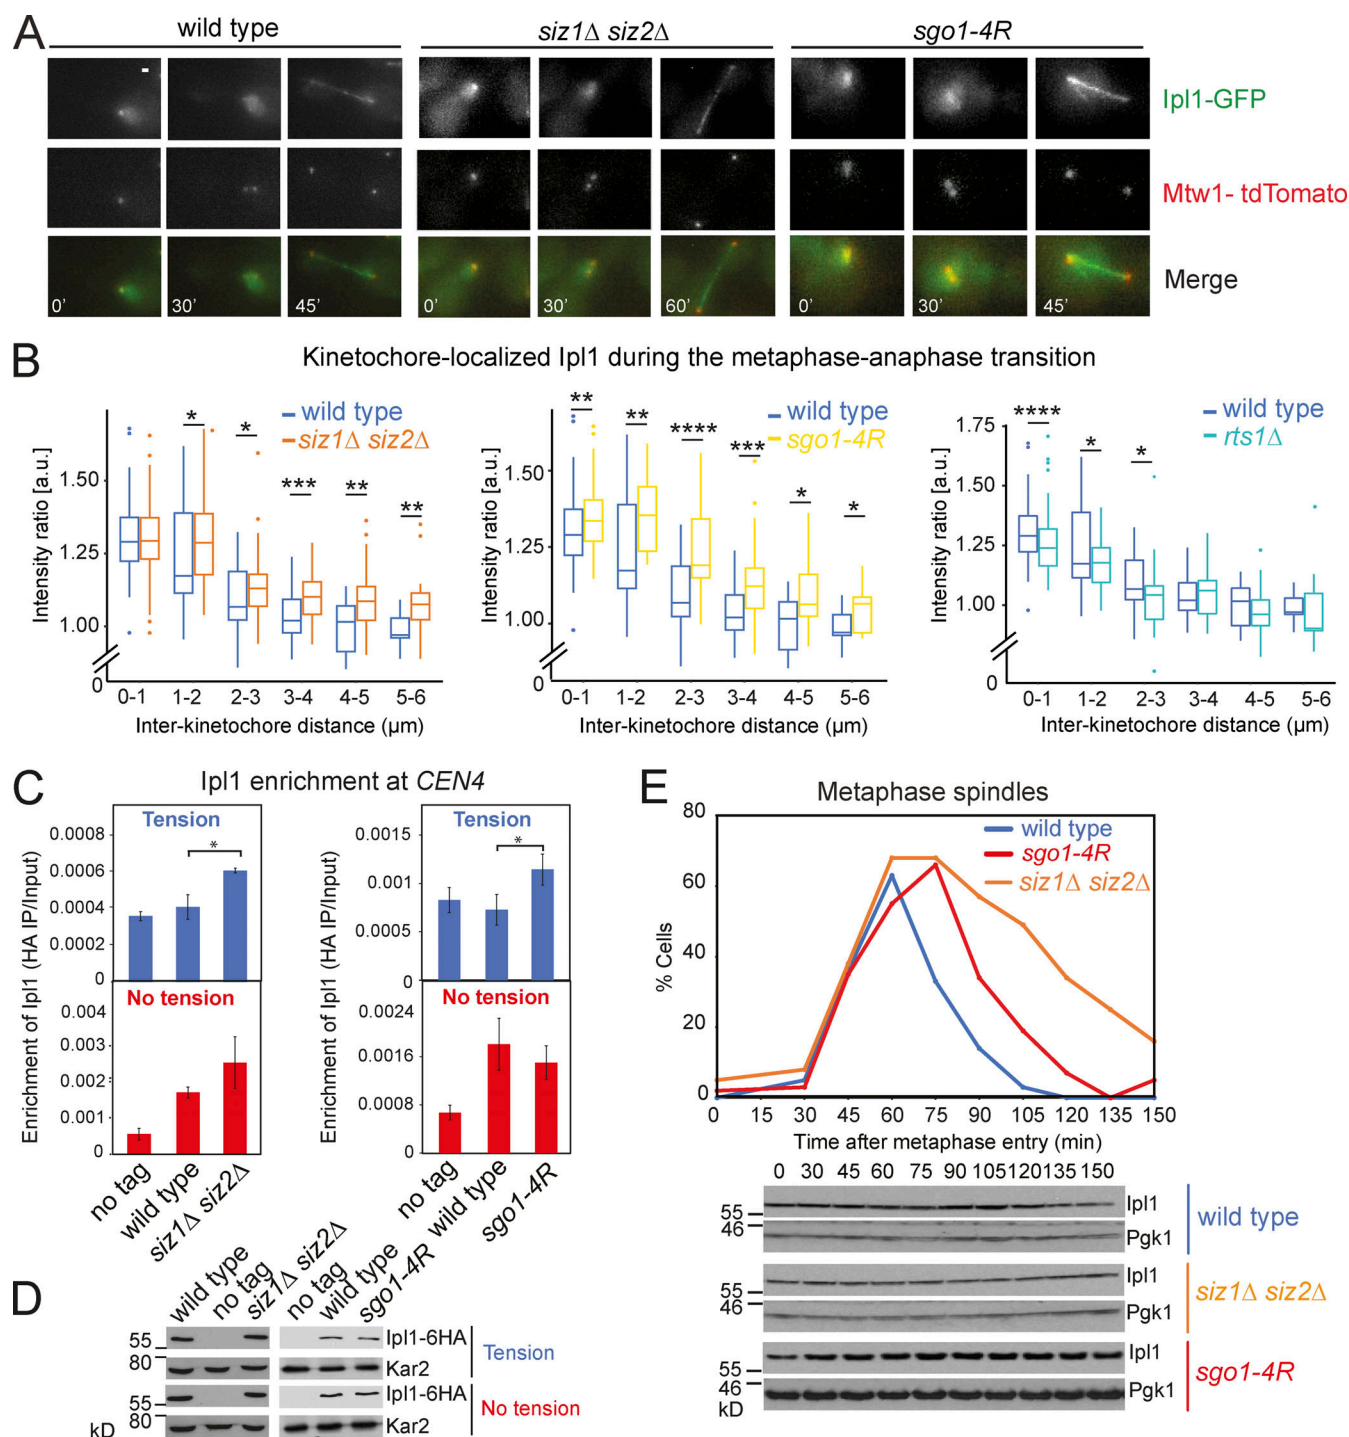 A
wild type
siz1Δ siz2Δ
sgo1-4R
Ipl1-GFP
Mtw1- tdTomato
Merge
0'
30'
45'
0'
30'
60'
0'
30'
45'
B
Kinetochore-localized Ipl1 during the metaphase-anaphase transition
Intensity ratio [a.u.]
1.50
1.25
1.00
0
wild type
siz1Δ siz2Δ
*
*
***
**
**
0-1 1-2 2-3 3-4 4-5 5-6
Inter-kinetochore distance (µm)
Intensity ratio [a.u.]
1.50
1.25
1.00
0
wild type
sgo1-4R
**
**
****
***
*
*
0-1 1-2 2-3 3-4 4-5 5-6
Inter-kinetochore distance (µm)
Intensity ratio [a.u.]
1.75
1.50
1.25
1.00
0
wild type
rts1Δ
****
*
*
0-1 1-2 2-3 3-4 4-5 5-6
Inter-kinetochore distance (µm)
C
Ipl1 enrichment at CEN4
Enrichment of Ipl1 (HA IP/Input)
Tension
0.0008
0.0006
0.0004
0.0002
0
*
No tension
0.004
0.003
0.002
0.001
0
no tag
wild type
siz1Δ siz2Δ
Enrichment of Ipl1 (HA IP/Input)
Tension
0.0015
0.001
0.0005
0
*
No tension
0.0024
0.0016
0.0008
0
no tag
wild type
sgo1-4R
D
wild type
no tag
siz1Δ siz2Δ
no tag
wild type
sgo1-4R
55
80
55
80
kD
Ipl1-6HA
Kar2
Tension
Ipl1-6HA
Kar2
No tension
E
Metaphase spindles
% Cells
80
60
40
20
0
wild type
sgo1-4R
siz1Δ siz2Δ
0 15 30 45 60 75 90 105 120 135 150
Time after metaphase entry (min)
0 30 45 60 75 90 105 120 135 150
55
46
Ipl1
Pgk1
wild type
55
46
Ipl1
Pgk1
siz1Δ siz2Δ
55
46
kD
Ipl1
Pgk1
sgo1-4R